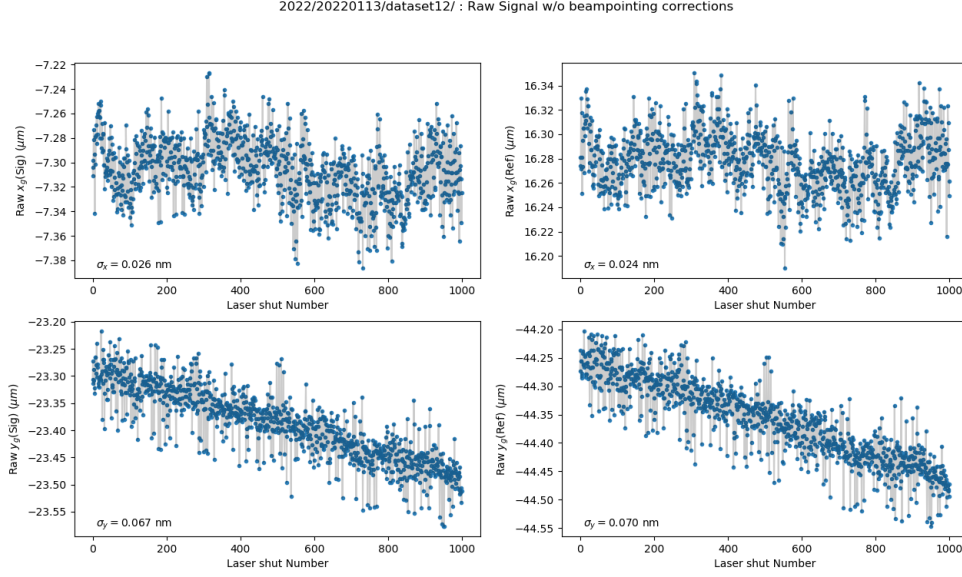 2022/20220113/dataset12/ : Raw Signal w/o beampointing corrections
Raw x_g(Sig) (μm)
−7.22
−7.24
−7.26
−7.28
−7.30
−7.32
−7.34
−7.36
−7.38
σ_x = 0.026 nm
0 200 400 600 800 1000
Laser shut Number
Raw x_g(Ref) (μm)
16.34
16.32
16.30
16.28
16.26
16.24
16.22
16.20
σ_x = 0.024 nm
0 200 400 600 800 1000
Laser shut Number
Raw y_g(Sig) (μm)
−23.20
−23.25
−23.30
−23.35
−23.40
−23.45
−23.50
−23.55
σ_y = 0.067 nm
0 200 400 600 800 1000
Laser shut Number
Raw y_g(Ref) (μm)
−44.20
−44.25
−44.30
−44.35
−44.40
−44.45
−44.50
−44.55
σ_y = 0.070 nm
0 200 400 600 800 1000
Laser shut Number